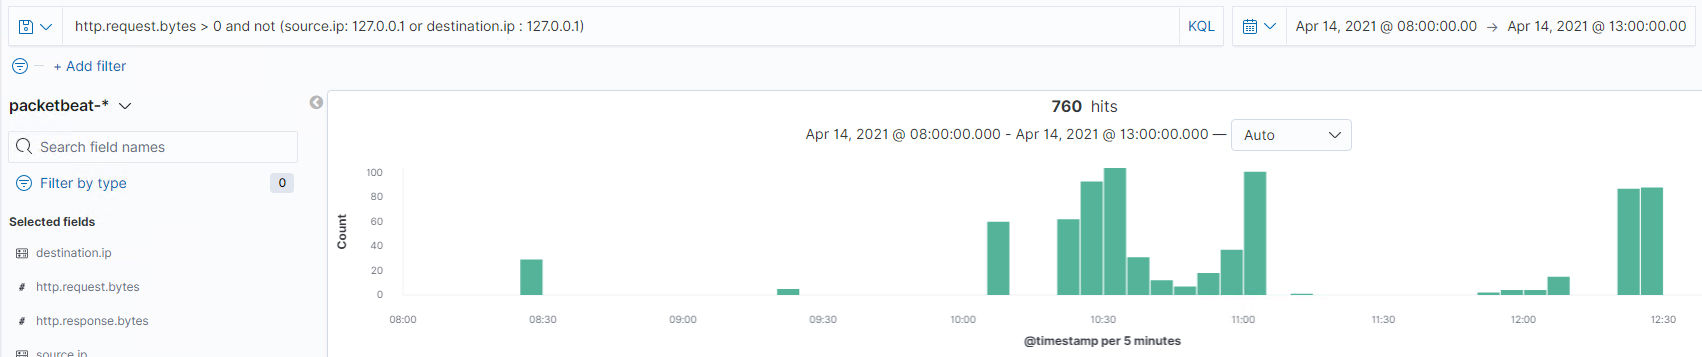 http.request.bytes > 0 and not (source.ip: 127.0.0.1 or destination.ip : 127.0.0.1)
KQL
Apr 14, 2021 @ 08:00:00.00 → Apr 14, 2021 @ 13:00:00.00
+ Add filter
packetbeat-*
Search field names
Filter by type 0
Selected fields
destination.ip
# http.request.bytes
# http.response.bytes
source.ip
760 hits
Apr 14, 2021 @ 08:00:00.000 - Apr 14, 2021 @ 13:00:00.000 — Auto
Count
100
80
60
40
20
0
08:00 08:30 09:00 09:30 10:00 10:30 11:00 11:30 12:00 12:30
@timestamp per 5 minutes